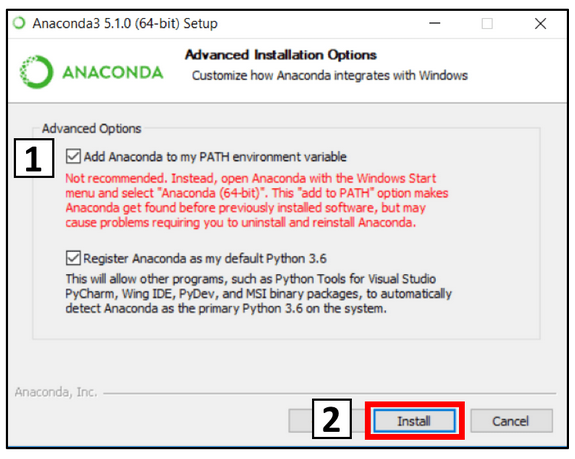 Anaconda3 5.1.0 (64-bit) Setup
Advanced Installation Options
Customize how Anaconda integrates with Windows
ANACONDA
Advanced Options
1
Add Anaconda to my PATH environment variable
Not recommended. Instead, open Anaconda with the Windows Start
menu and select "Anaconda (64-bit)". This "add to PATH" option makes
Anaconda get found before previously installed software, but may
cause problems requiring you to uninstall and reinstall Anaconda.
Register Anaconda as my default Python 3.6
This will allow other programs, such as Python Tools for Visual Studio
PyCharm, Wing IDE, PyDev, and MSI binary packages, to automatically
detect Anaconda as the primary Python 3.6 on the system.
Anaconda, Inc.
2
Install
Cancel